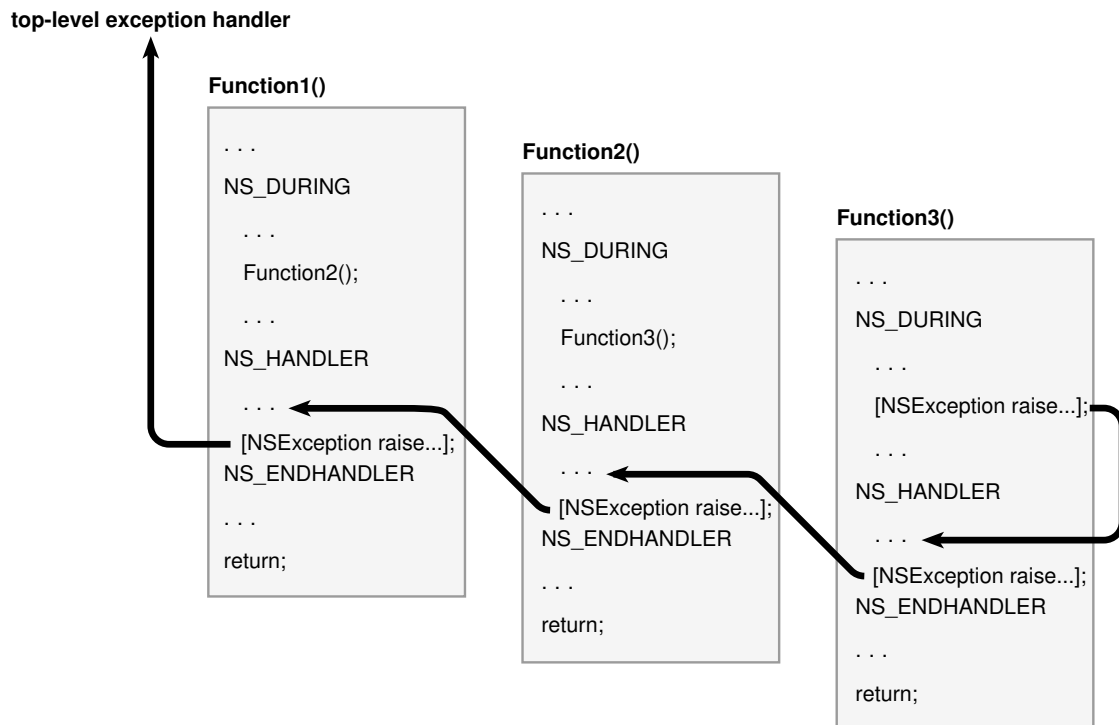 top-level exception handler
Function1()
. . .
NS_DURING
. . .
Function2();
. . .
NS_HANDLER
. . .
[NSException raise...];
NS_ENDHANDLER
. . .
return;
Function2()
. . .
NS_DURING
. . .
Function3();
. . .
NS_HANDLER
. . .
[NSException raise...];
NS_ENDHANDLER
. . .
return;
Function3()
. . .
NS_DURING
. . .
[NSException raise...];
. . .
NS_HANDLER
. . .
[NSException raise...];
NS_ENDHANDLER
. . .
return;